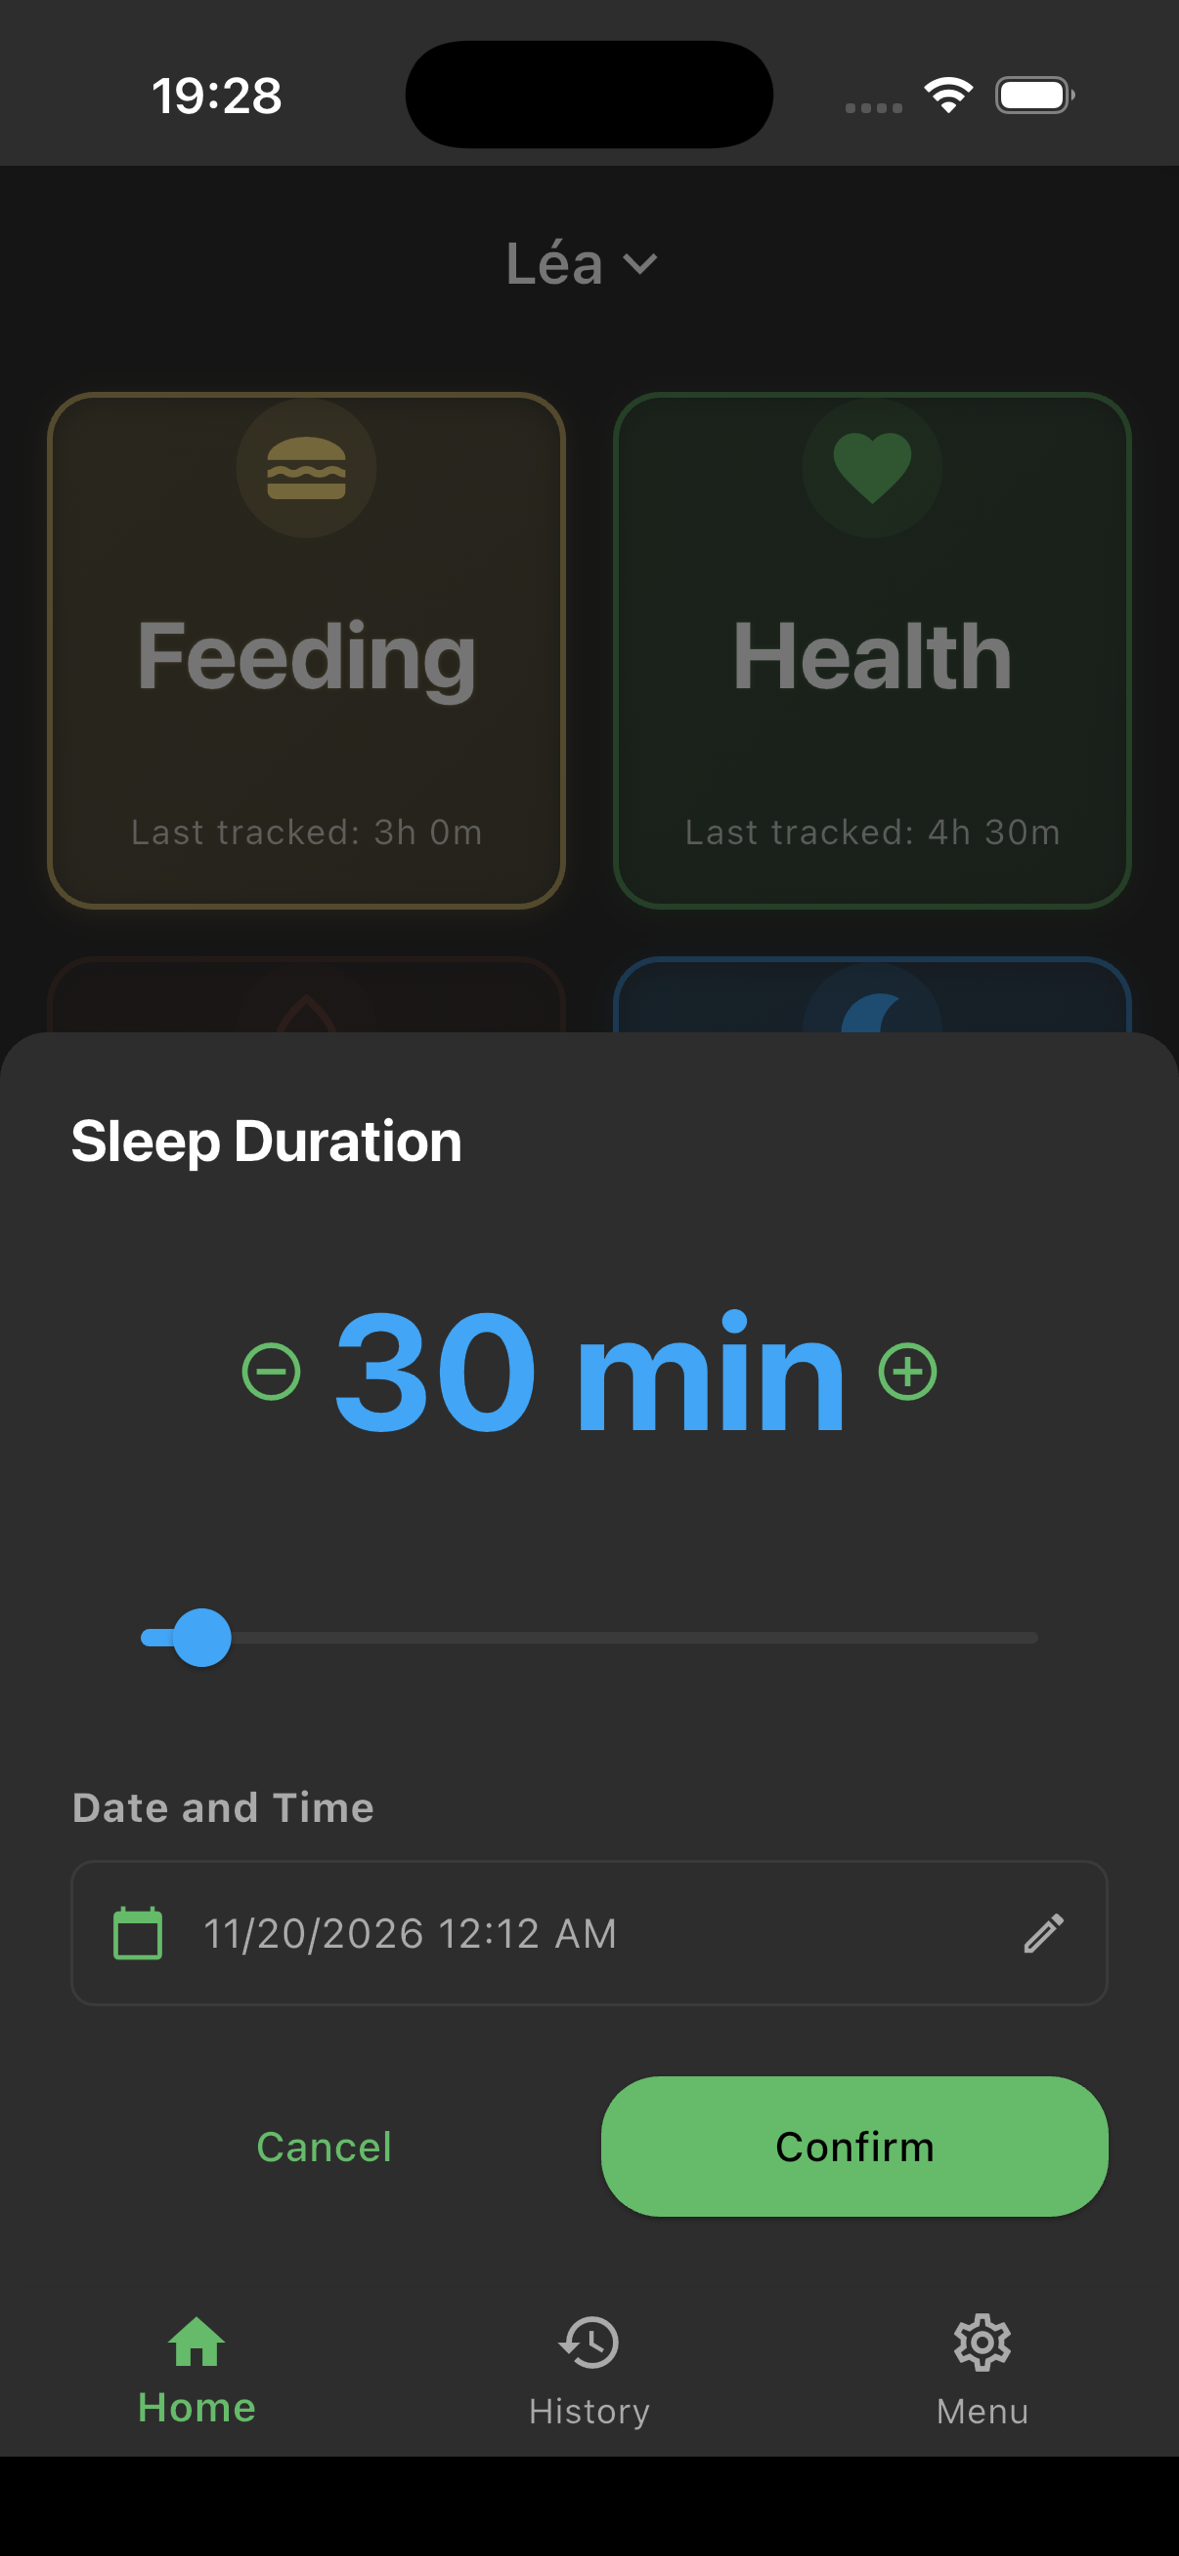 19:28
Léa
Feeding
Health
Last tracked: 3h 0m
Last tracked: 4h 30m
Sleep Duration
30 min
Date and Time
11/20/2026 12:12 AM
Cancel
Confirm
Home
History
Menu